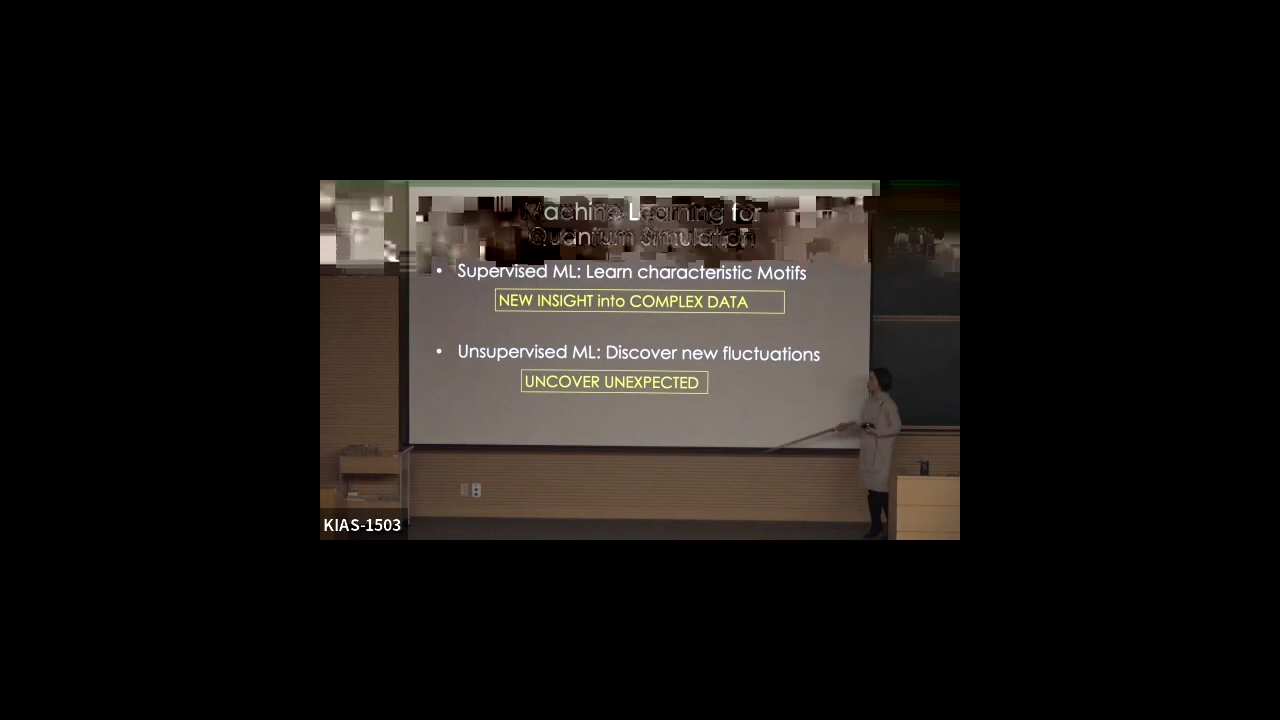 Machine Learning for
Quantum Simulation
• Supervised ML: Learn characteristic Motifs
NEW INSIGHT into COMPLEX DATA
• Unsupervised ML: Discover new fluctuations
UNCOVER UNEXPECTED
KIAS-1503